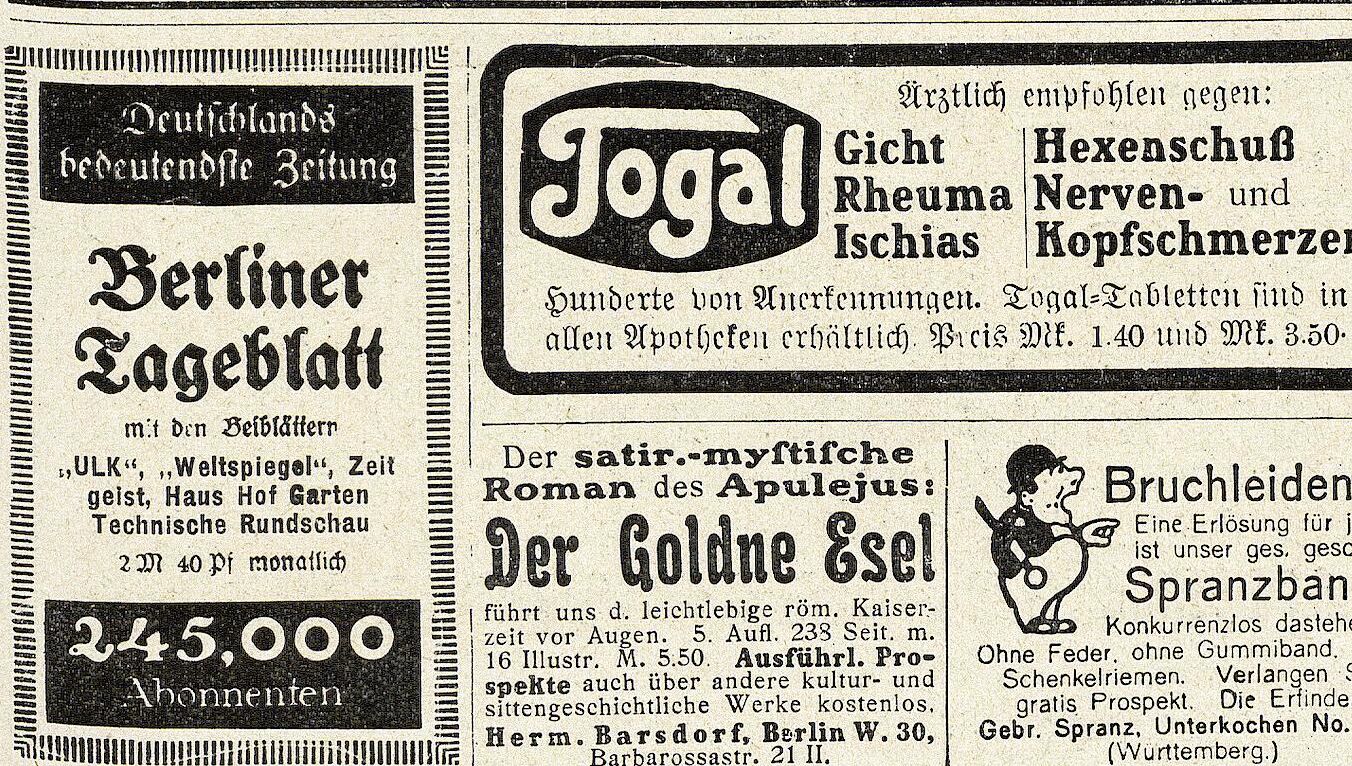 Deutschlands
bedeutendste Zeitung
Berliner
Tageblatt
mit den Beiblättern
„ULK“, „Weltspiegel“, Zeit
geist, Haus Hof Garten
Technische Rundschau
2 M 40 Pf monatlich
245,000
Abonnenten
Togal
Ärztlich empfohlen gegen:
Gicht
Rheuma
Ischias
Hexenschuß
Nerven- und
Kopfschmerzen
Hunderte von Anerkennungen. Togal-Tabletten sind in
allen Apotheken erhältlich. Preis Mk. 1.40 und Mk. 3.50.
Der satir.-myſtiſche
Roman des Apulejus:
Der Goldne Esel
führt uns d. leichtlebige röm. Kaiser-
zeit vor Augen. 5. Aufl. 238 Seit. m.
16 Illustr. M. 5.50. Ausführl. Pro-
spekte auch über andere kultur- und
sittengeschichtliche Werke kostenlos.
Herm. Barsdorf, Berlin W. 30,
Barbarossastr. 21 II.
Bruchleiden
Eine Erlösung für j
ist unser ges. gesc
Spranzban
Konkurrenzlos dastehe
Ohne Feder, ohne Gummiband,
Schenkelriemen. Verlangen S
gratis Prospekt. Die Erfinde
Gebr. Spranz, Unterkochen No.
(Württemberg.)